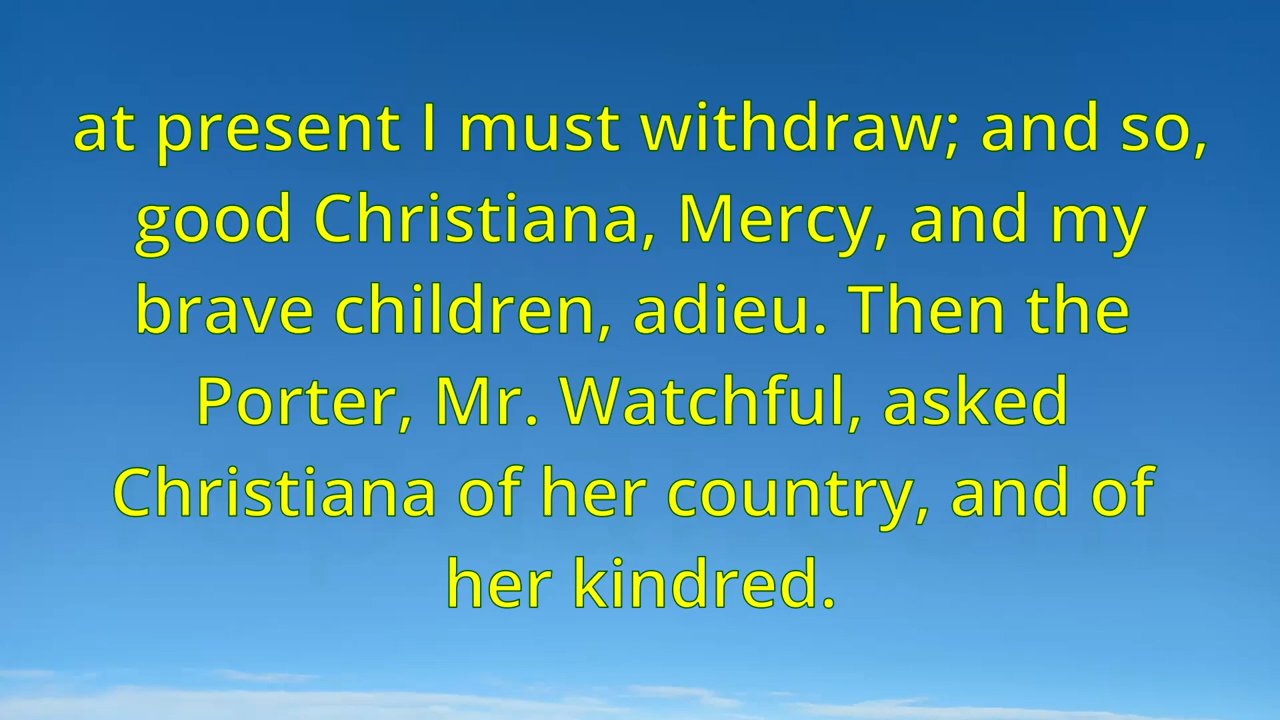 at present I must withdraw; and so,
good Christiana, Mercy, and my
brave children, adieu. Then the
Porter, Mr. Watchful, asked
Christiana of her country, and of
her kindred.